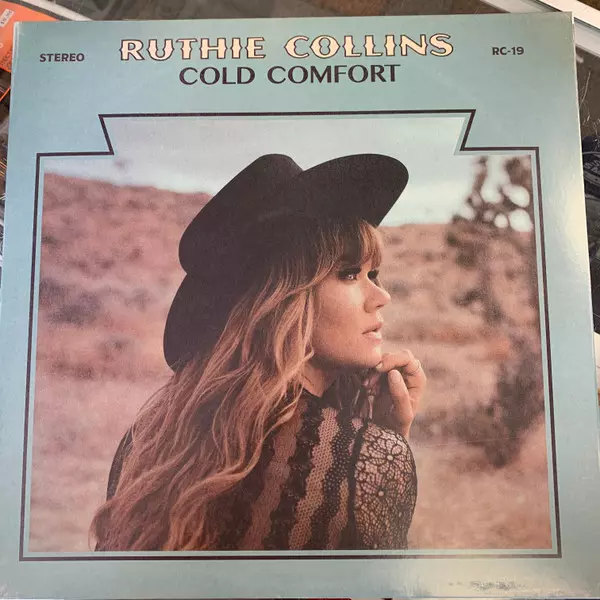 RUTHIE COLLINS
STEREO
RC-19
COLD COMFORT